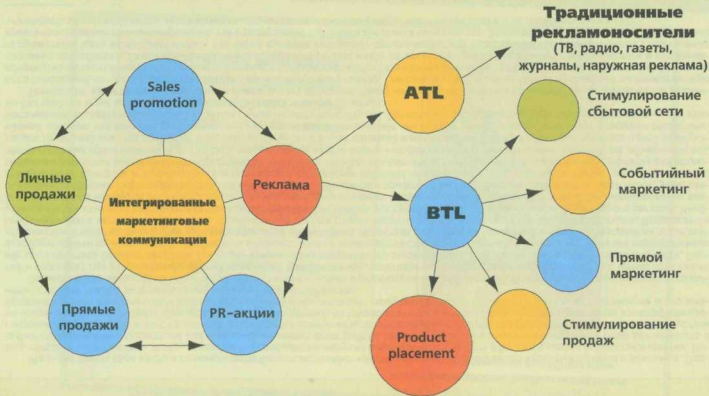 Традиционные
рекламоносители
(ТВ, радио, газеты,
журналы, наружная реклама)
Sales
promotion
ATL
Стимулирование
сбытовой сети
Личные
продажи
Интегрированные
маркетинговые
коммуникации
Реклама
Событийный
маркетинг
BTL
Прямой
маркетинг
Прямые
продажи
PR-акции
Product
placement
Стимулирование
продаж